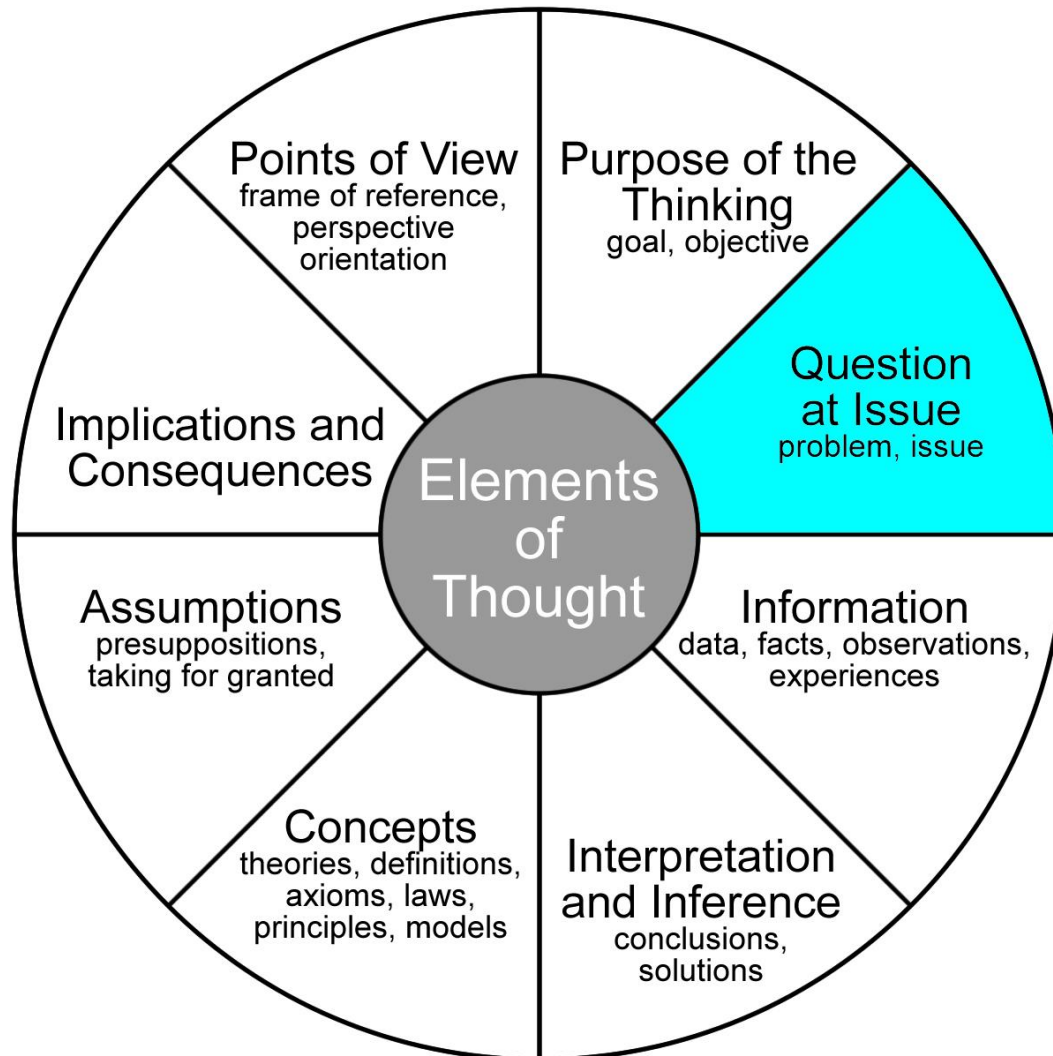 Points of View
frame of reference,
perspective
orientation
Purpose of the
Thinking
goal, objective
Question
at Issue
problem, issue
Implications and
Consequences
Elements
of
Thought
Assumptions
presuppositions,
taking for granted
Information
data, facts, observations,
experiences
Concepts
theories, definitions,
axioms, laws,
principles, models
Interpretation
and Inference
conclusions,
solutions